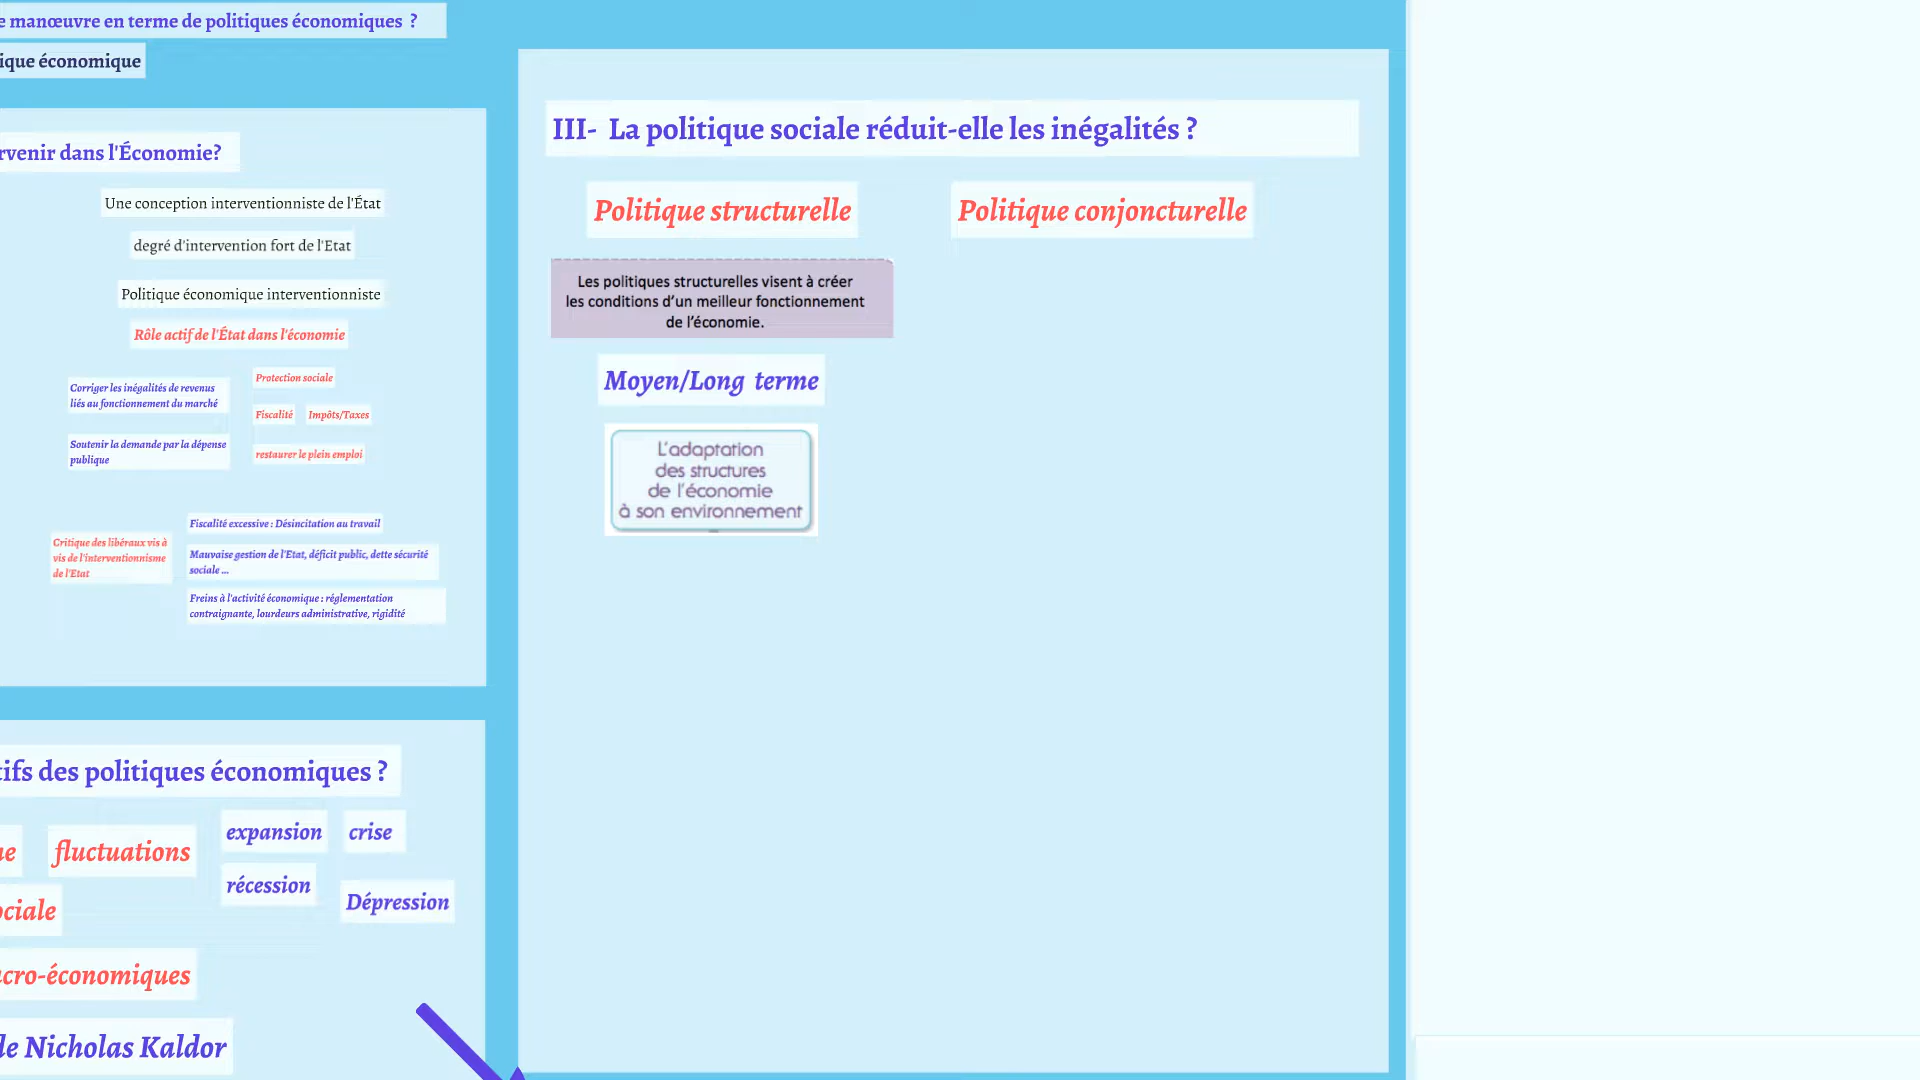 e manœuvre en terme de politiques économiques ?
ique économique
rvenir dans l'Économie?
Une conception interventionniste de l'État
degré d'intervention fort de l'Etat
Politique économique interventionniste
Rôle actif de l'État dans l'économie
Corriger les inégalités de revenus
liés au fonctionnement du marché
Protection sociale
Fiscalité
Impôts/Taxes
Soutenir la demande par la dépense
publique
restaurer le plein emploi
Critique des libéraux vis à
vis de l'interventionnisme
de l'Etat
Fiscalité excessive : Désincitation au travail
Mauvaise gestion de l'Etat, déficit public, dette sécurité
sociale ...
Freins à l'activité économique : réglementation
contraignante, lourdeurs administrative, rigidité
tifs des politiques économiques ?
ue
fluctuations
expansion
crise
récession
Dépression
ociale
acro-économiques
de Nicholas Kaldor
III- La politique sociale réduit-elle les inégalités ?
Politique structurelle
Politique conjoncturelle
Les politiques structurelles visent à créer
les conditions d’un meilleur fonctionnement
de l’économie.
Moyen/Long terme
L'adaptation
des structures
de l'économie
à son environnement